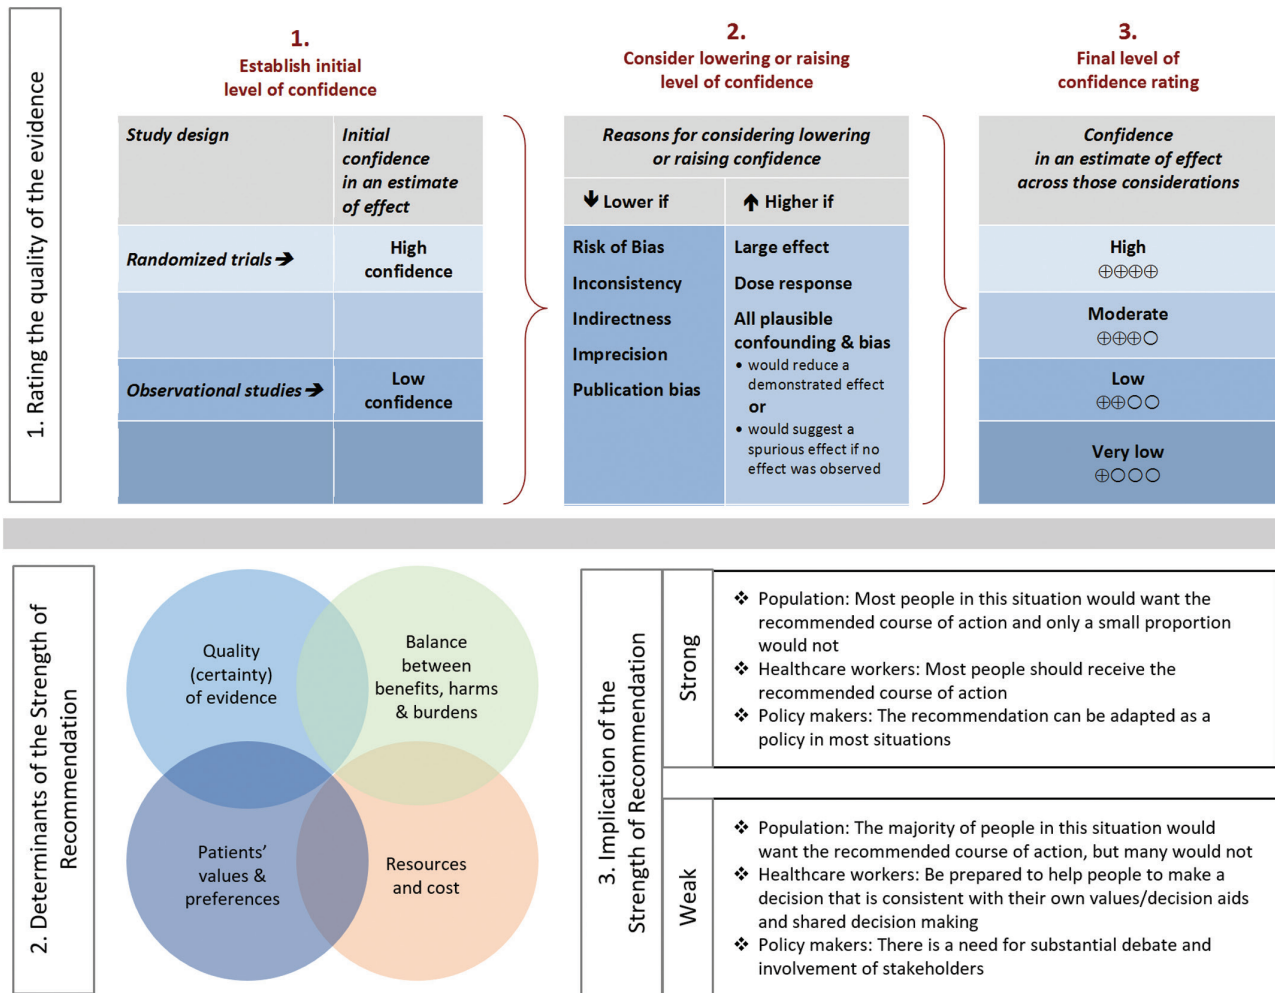 1. Rating the quality of the evidence
1.
Establish initial
level of confidence
2.
Consider lowering or raising
level of confidence
3.
Final level of
confidence rating
Study design
Initial
confidence
in an estimate
of effect
Randomized trials ➔
High
confidence
Observational studies ➔
Low
confidence
Reasons for considering lowering
or raising confidence
🡻 Lower if
🡹 Higher if
Risk of Bias
Inconsistency
Indirectness
Imprecision
Publication bias
Large effect
Dose response
All plausible
confounding & bias
• would reduce a
demonstrated effect
or
• would suggest a
spurious effect if no
effect was observed
Confidence
in an estimate of effect
across those considerations
High
⊕⊕⊕⊕
Moderate
⊕⊕⊕○
Low
⊕⊕○○
Very low
⊕○○○
2. Determinants of the Strength of
Recommendation
Quality
(certainty)
of evidence
Balance
between
benefits, harms
& burdens
Patients’
values &
preferences
Resources
and cost
3. Implication of the
Strength of Recommendation
Strong
❖ Population: Most people in this situation would want the
recommended course of action and only a small proportion
would not
❖ Healthcare workers: Most people should receive the
recommended course of action
❖ Policy makers: The recommendation can be adapted as a
policy in most situations
Weak
❖ Population: The majority of people in this situation would
want the recommended course of action, but many would not
❖ Healthcare workers: Be prepared to help people to make a
decision that is consistent with their own values/decision aids
and shared decision making
❖ Policy makers: There is a need for substantial debate and
involvement of stakeholders